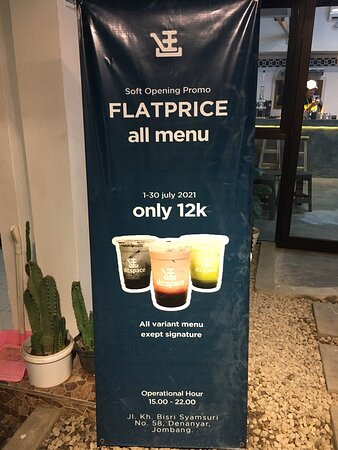 Soft Opening Promo
FLATPRICE
all menu
1-30 july 2021
only 12k
All variant menu
exept signature
Operational Hour
15.00 - 22.00
Jl. Kh. Bisri Syamsuri
No. 58, Denanyar,
Jombang.